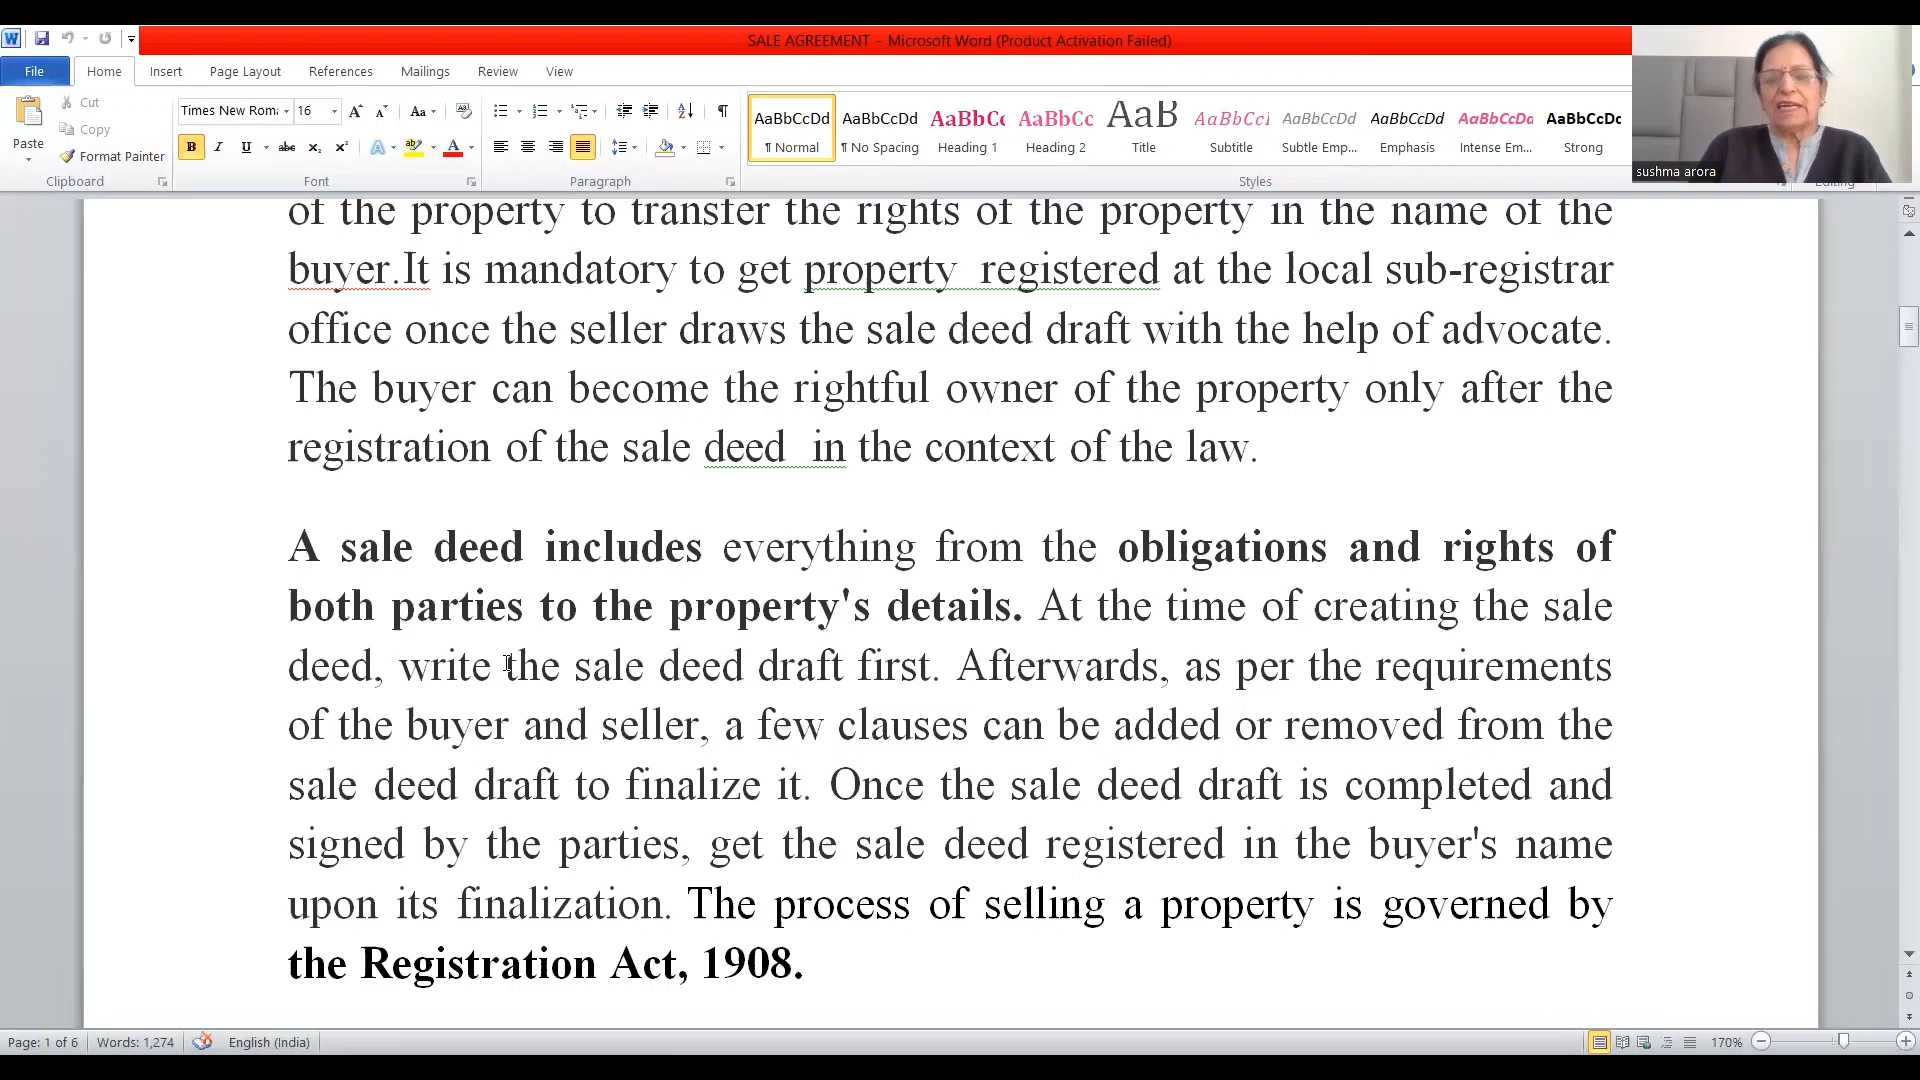 SALE AGREEMENT - Microsoft Word (Product Activation Failed)
File Home Insert Page Layout References Mailings Review View
Paste
Cut
Copy
Format Painter
Clipboard
Times New Roma 16
Font
Paragraph
AaBbCcDd AaBbCcDd AaBbCc AaBbCc AaB AaBbCcI AaBbCcDd AaBbCcDd AaBbCcDd AaBbCcDd
¶ Normal ¶ No Spacing Heading 1 Heading 2 Title Subtitle Subtle Emp... Emphasis Intense Em... Strong
Styles
Editing
sushma arora
of the property to transfer the rights of the property in the name of the
buyer.It is mandatory to get property  registered at the local sub-registrar
office once the seller draws the sale deed draft with the help of advocate.
The buyer can become the rightful owner of the property only after the
registration of the sale deed  in the context of the law.
A sale deed includes everything from the obligations and rights of
both parties to the property's details. At the time of creating the sale
deed, write the sale deed draft first. Afterwards, as per the requirements
of the buyer and seller, a few clauses can be added or removed from the
sale deed draft to finalize it. Once the sale deed draft is completed and
signed by the parties, get the sale deed registered in the buyer's name
upon its finalization. The process of selling a property is governed by
the Registration Act, 1908.
Page: 1 of 6 Words: 1,274 English (India) 170%